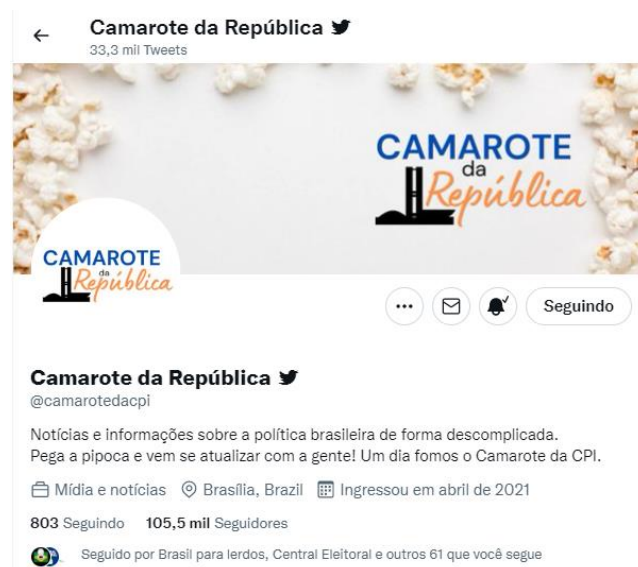 Camarote da República
33,3 mil Tweets
CAMAROTE
da
República
CAMAROTE
da
República
Seguindo
Camarote da República
@camarotedacpi
Notícias e informações sobre a política brasileira de forma descomplicada.
Pega a pipoca e vem se atualizar com a gente! Um dia fomos o Camarote da CPI.
Mídia e notícias Brasília, Brazil Ingressou em abril de 2021
803 Seguindo 105,5 mil Seguidores
Seguido por Brasil para lerdos, Central Eleitoral e outros 61 que você segue